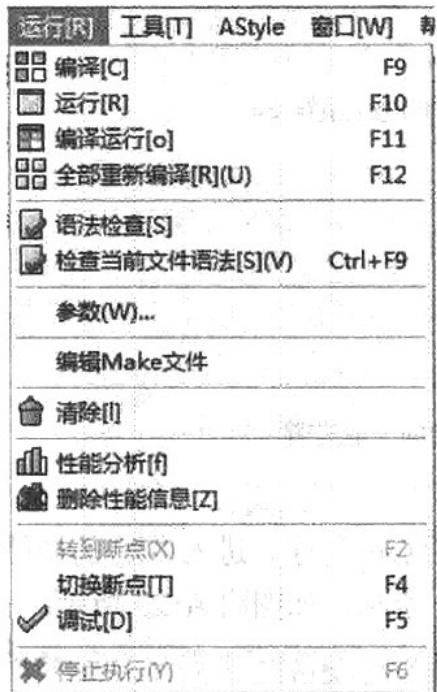 运行[R] 工具[T] AStyle 窗口[W]
编译[C] F9
运行[R] F10
编译运行[o] F11
全部重新编译[R](U) F12
语法检查[S]
检查当前文件语法[S](V) Ctrl+F9
参数(W)...
编辑Make文件
清除[l]
性能分析[f]
删除性能信息[Z]
转到断点(X) F2
切换断点[T] F4
调试[D] F5
停止执行(Y) F6